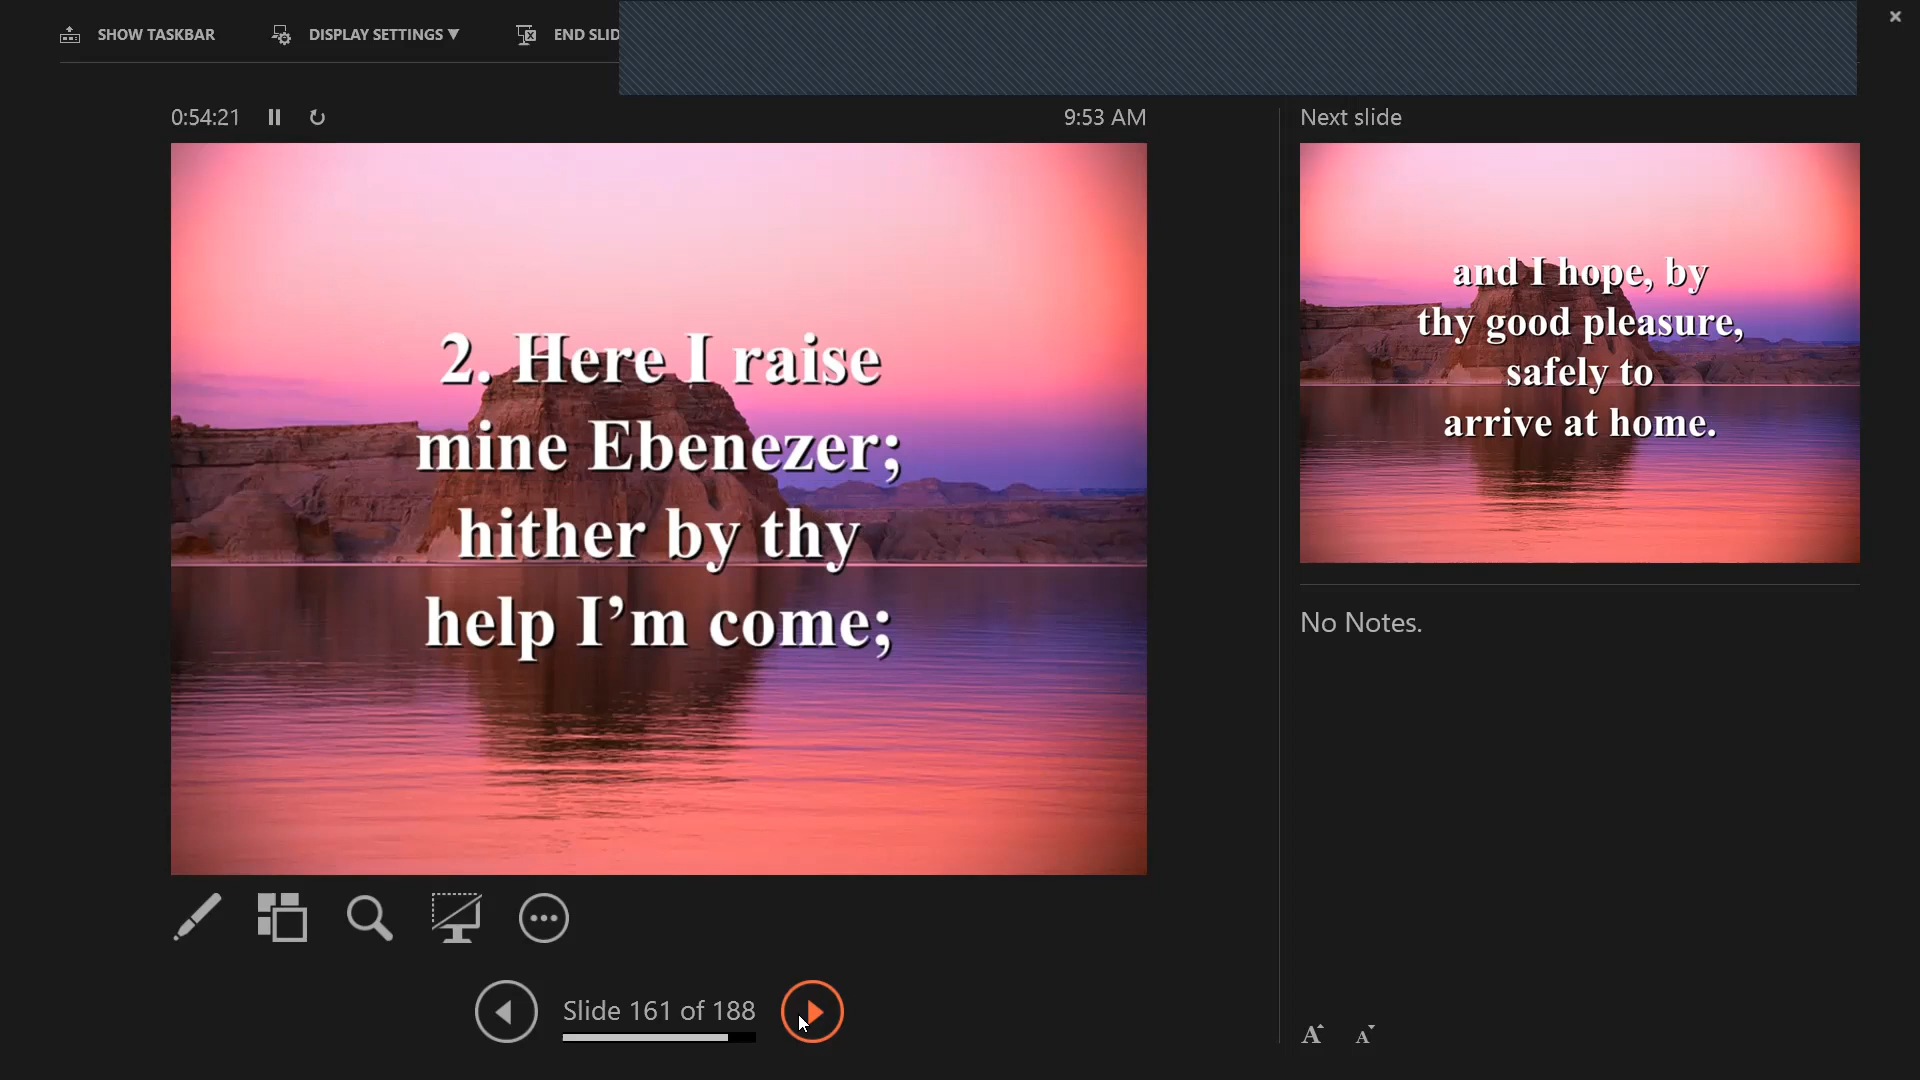 SHOW TASKBAR
DISPLAY SETTINGS ▼
END SLID
0:54:21
9:53 AM
Next slide
2. Here I raise
mine Ebenezer;
hither by thy
help I’m come;
and I hope, by
thy good pleasure,
safely to
arrive at home.
No Notes.
Slide 161 of 188
A A